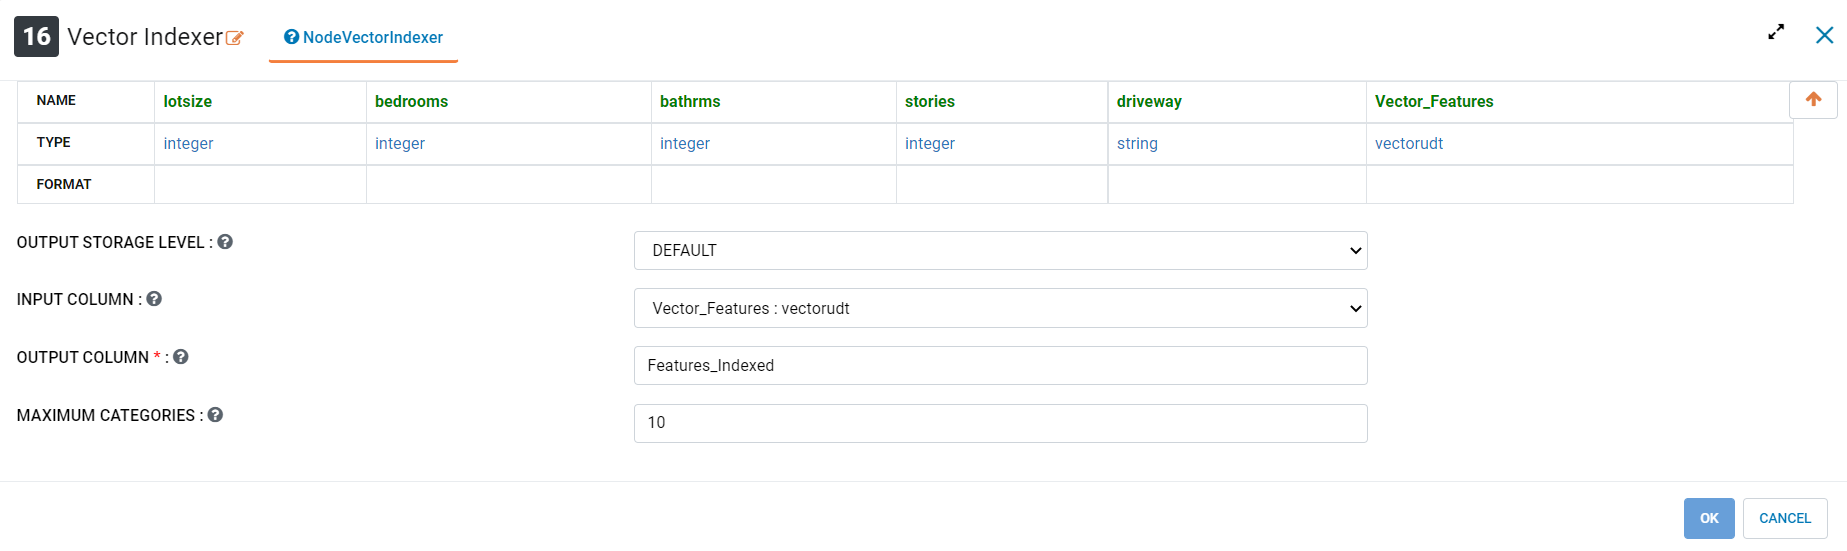 16 Vector Indexer NodeVectorIndexer
NAME lotsize bedrooms bathrms stories driveway Vector_Features
TYPE integer integer integer integer string vectorudt
FORMAT
OUTPUT STORAGE LEVEL :
DEFAULT
INPUT COLUMN :
Vector_Features : vectorudt
OUTPUT COLUMN * :
Features_Indexed
MAXIMUM CATEGORIES :
10
OK CANCEL